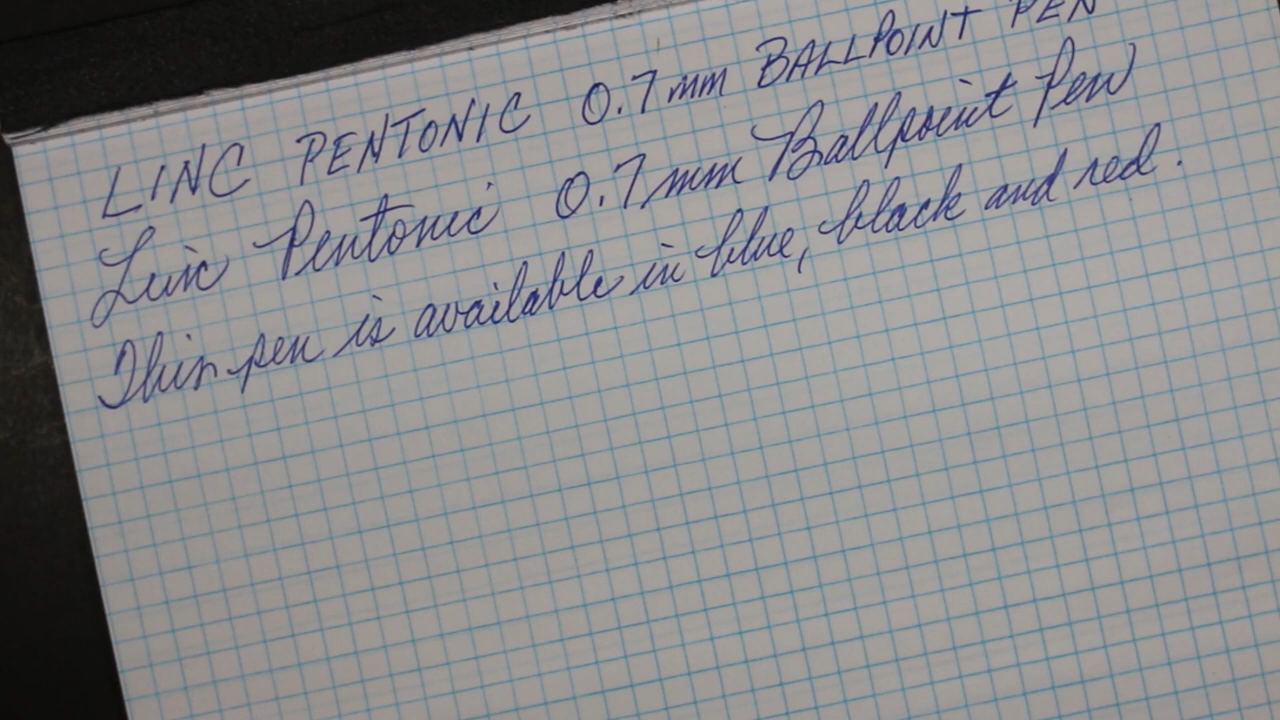 LINC PENTONIC 0.7mm BALLPOINT PEN
Linc Pentonic 0.7mm Ballpoint Pen
This pen is available in blue, black and red.